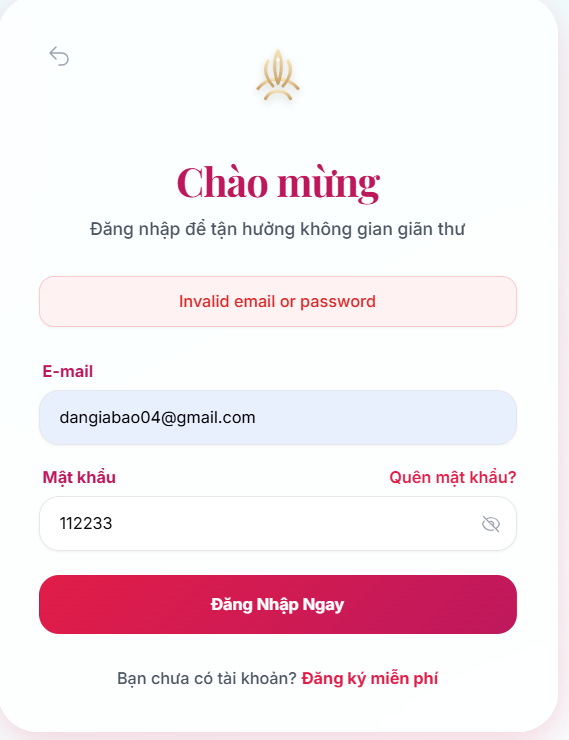 Chào mừng
Đăng nhập để tận hưởng không gian giãn thư
Invalid email or password
E-mail
dangiabao04@gmail.com
Mật khẩu
Quên mật khẩu?
112233
Đăng Nhập Ngay
Bạn chưa có tài khoản? Đăng ký miễn phí